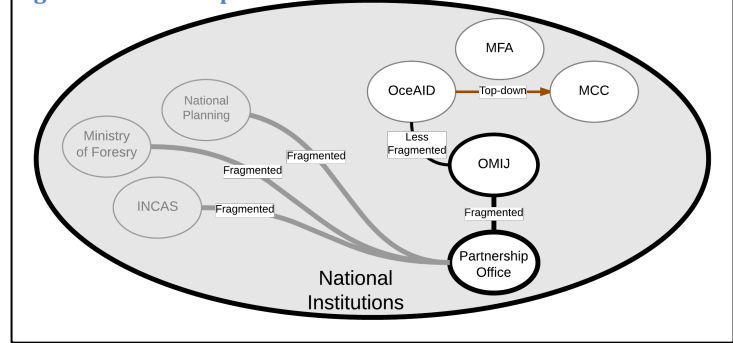 MFA
OceAID
Top-down
MCC
National
Planning
Less
Fragmented
Ministry
of Foresry
Fragmented
Fragmented
OMIJ
INCAS
Fragmented
Fragmented
Partnership
Office
National
Institutions